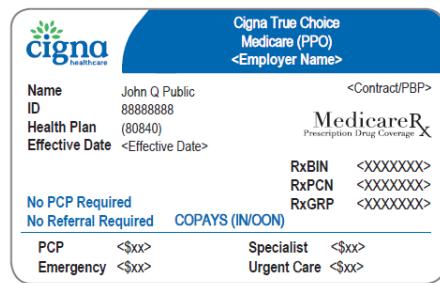 Cigna True Choice
Medicare (PPO)
<Employer Name>
cigna
healthcare
Name John Q Public <Contract/PBP>
ID 88888888
Health Plan (80840)
Effective Date <Effective Date>
MedicareRx
Prescription Drug Coverage
RxBIN <XXXXXXX>
RxPCN <XXXXXXX>
RxGRP <XXXXXXX>
No PCP Required
No Referral Required COPAYS (IN/OON)
PCP <$xx> Specialist <$xx>
Emergency <$xx> Urgent Care <$xx>